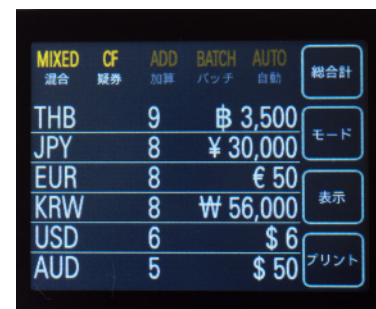 MIXED CF ADD BATCH AUTO
混合 疑券 加算 バッチ 自動
総合計
THB 9 ฿ 3,500
モード
JPY 8 ¥ 30,000
EUR 8 € 50
表示
KRW 8 ₩ 56,000
USD 6 $ 6
プリント
AUD 5 $ 50